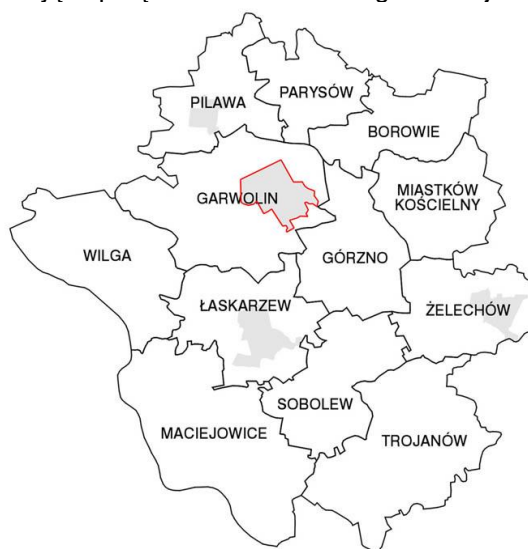 PARYSÓW
PILAWA
BOROWIE
MIASTKÓW
KOŚCIELNY
GARWOLIN
WILGA
GÓRZNO
ŁASKARZEW
ŻELECHÓW
SOBOLEW
MACIEJOWICE
TROJANÓW